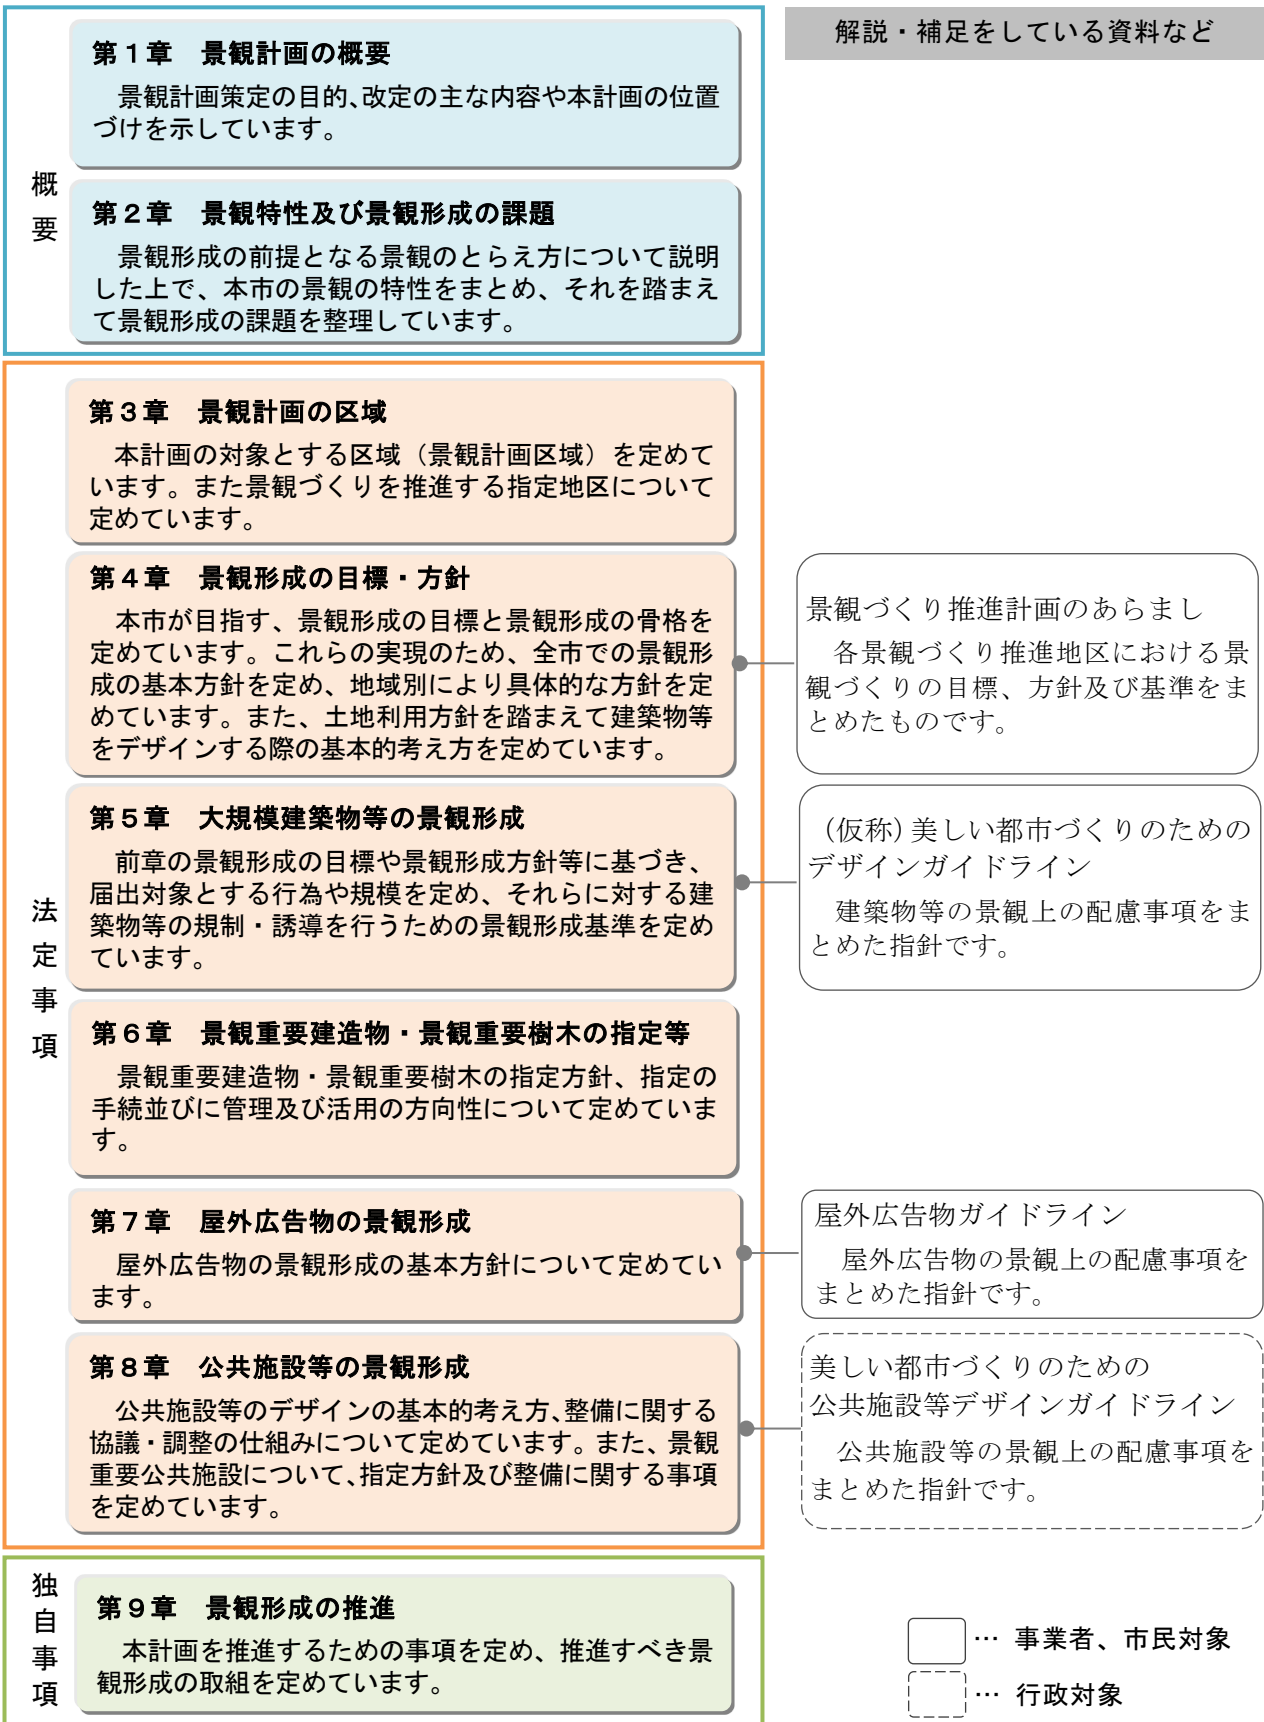 解説・補足をしている資料など
概要
第１章　景観計画の概要
景観計画策定の目的、改定の主な内容や本計画の位置
づけを示しています。
第２章　景観特性及び景観形成の課題
景観形成の前提となる景観のとらえ方について説明
した上で、本市の景観の特性をまとめ、それを踏まえ
て景観形成の課題を整理しています。
法定事項
第３章　景観計画の区域
本計画の対象とする区域（景観計画区域）を定めて
います。また景観づくりを推進する指定地区について
定めています。
第４章　景観形成の目標・方針
本市が目指す、景観形成の目標と景観形成の骨格を
定めています。これらの実現のため、全市での景観形
成の基本方針を定め、地域別により具体的な方針を定
めています。また、土地利用方針を踏まえて建築物等
をデザインする際の基本的考え方を定めています。
景観づくり推進計画のあらまし
各景観づくり推進地区における景
観づくりの目標、方針及び基準をま
とめたものです。
第５章　大規模建築物等の景観形成
前章の景観形成の目標や景観形成方針等に基づき、
届出対象とする行為や規模を定め、それらに対する建
築物等の規制・誘導を行うための景観形成基準を定め
ています。
（仮称）美しい都市づくりのための
デザインガイドライン
建築物等の景観上の配慮事項をま
とめた指針です。
第６章　景観重要建造物・景観重要樹木の指定等
景観重要建造物・景観重要樹木の指定方針、指定の
手続並びに管理及び活用の方向性について定めていま
す。
第７章　屋外広告物の景観形成
屋外広告物の景観形成の基本方針について定めてい
ます。
屋外広告物ガイドライン
屋外広告物の景観上の配慮事項を
まとめた指針です。
第８章　公共施設等の景観形成
公共施設等のデザインの基本的考え方、整備に関する
協議・調整の仕組みについて定めています。また、景観
重要公共施設について、指定方針及び整備に関する事項
を定めています。
美しい都市づくりのための
公共施設等デザインガイドライン
公共施設等の景観上の配慮事項を
まとめた指針です。
独自事項
第９章　景観形成の推進
本計画を推進するための事項を定め、推進すべき景
観形成の取組を定めています。
… 事業者、市民対象
… 行政対象